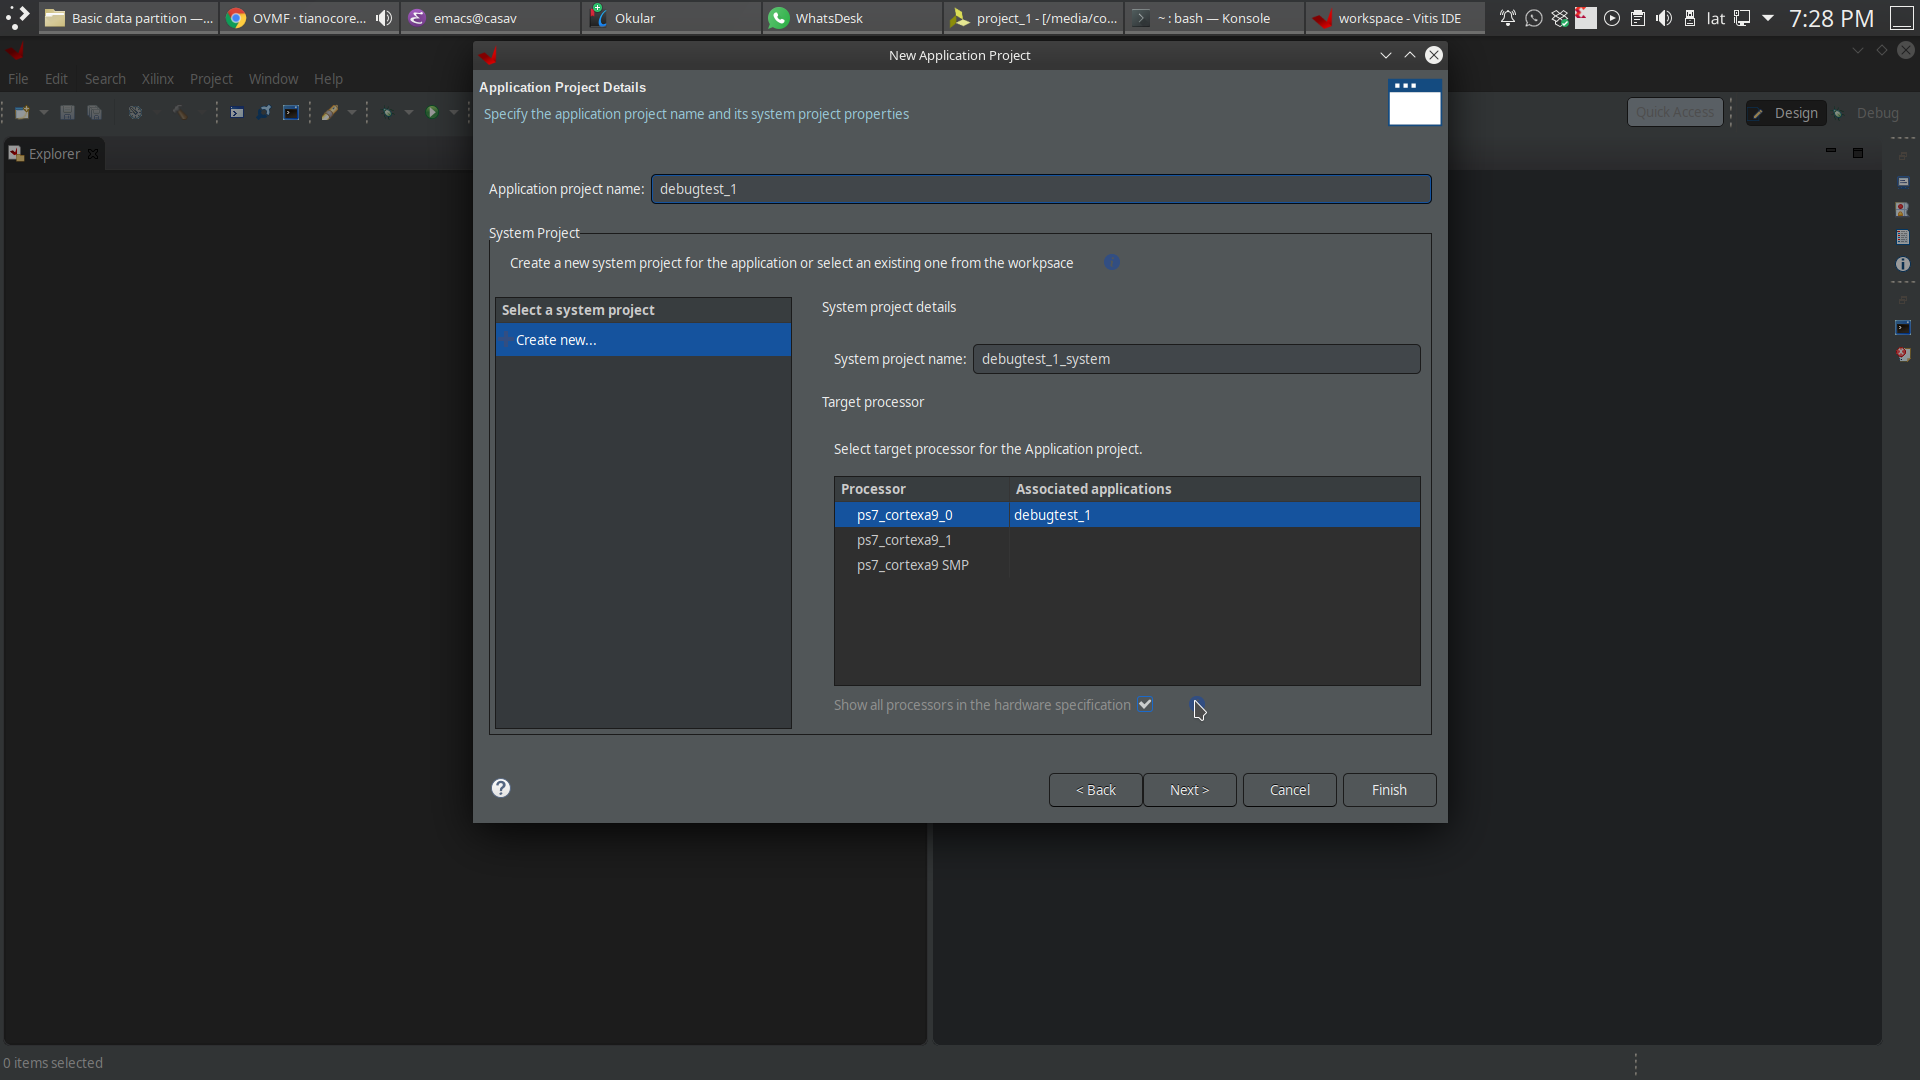 Basic data partition —...
OVMF · tianocore...
emacs@casav
Okular
WhatsDesk
project_1 - [/media/co...
~ : bash — Konsole
workspace - Vitis IDE
lat
7:28 PM
New Application Project
File Edit Search Xilinx Project Window Help
Quick Access
Design
Debug
Explorer
Application Project Details
Specify the application project name and its system project properties
Application project name: debugtest_1
System Project
Create a new system project for the application or select an existing one from the workpsace
Select a system project
Create new...
System project details
System project name: debugtest_1_system
Target processor
Select target processor for the Application project.
Processor Associated applications
ps7_cortexa9_0 debugtest_1
ps7_cortexa9_1
ps7_cortexa9 SMP
Show all processors in the hardware specification
< Back
Next >
Cancel
Finish
0 items selected